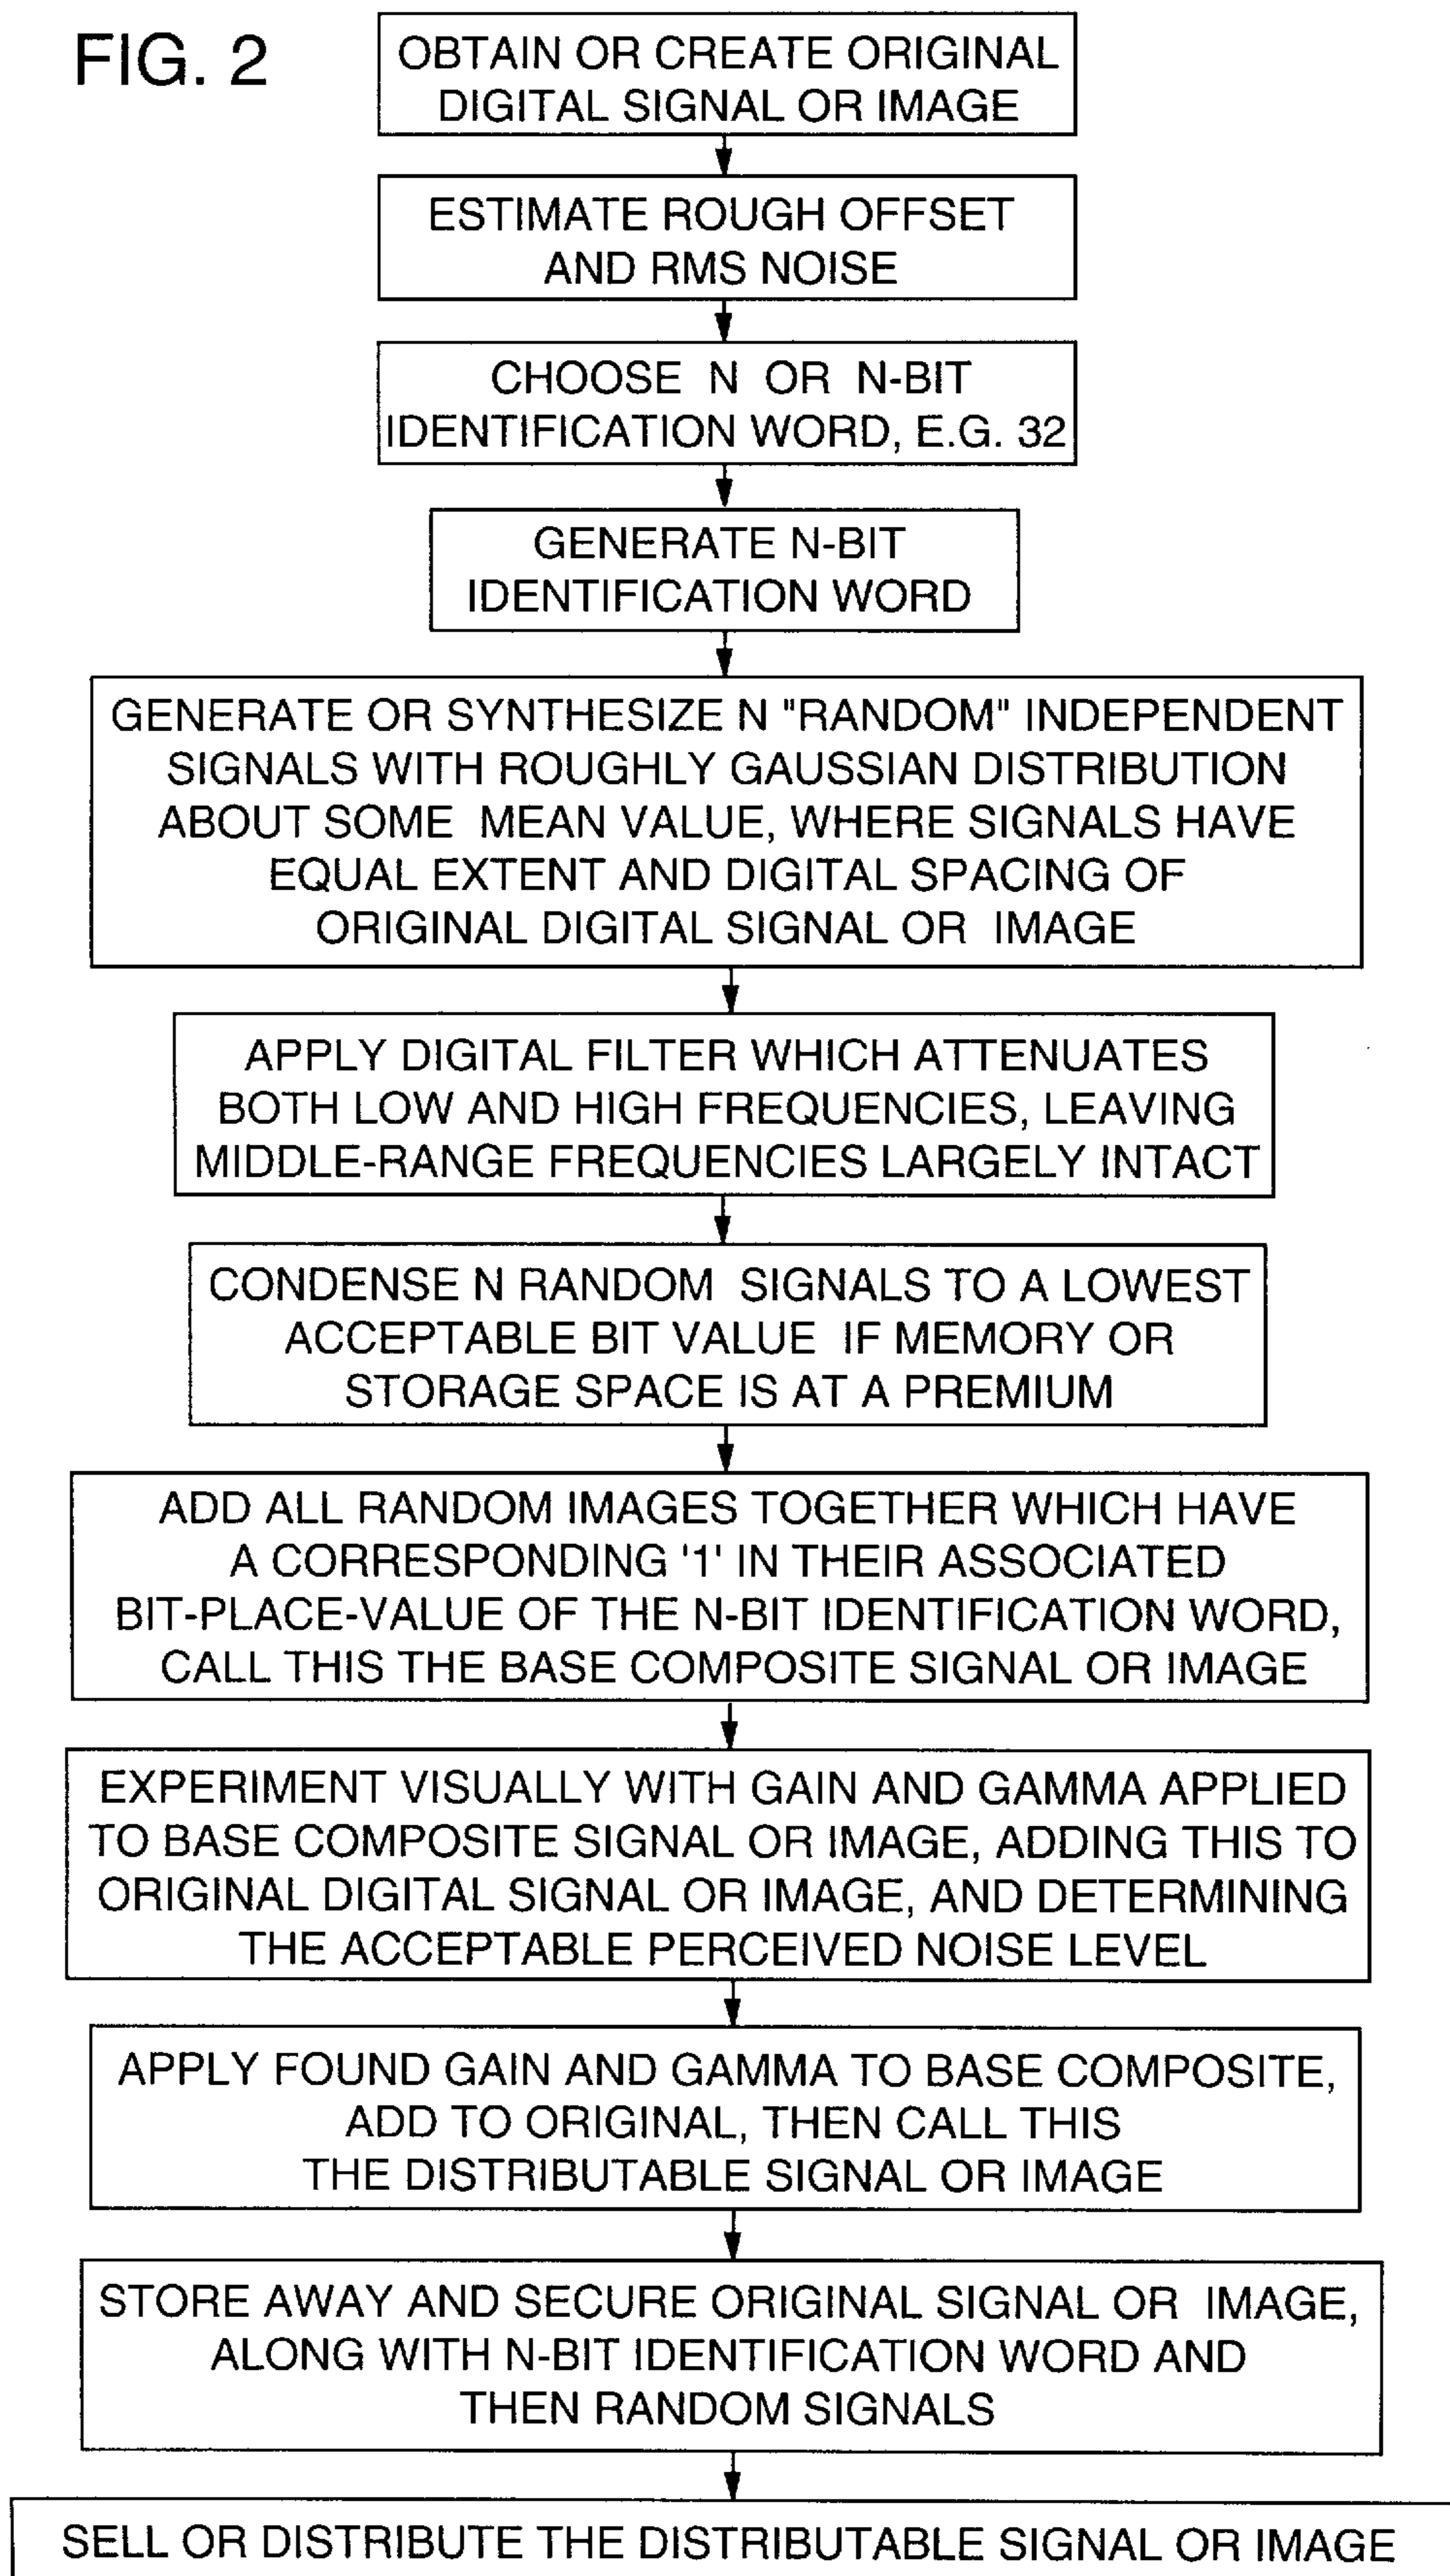 FIG. 2
OBTAIN OR CREATE ORIGINAL
DIGITAL SIGNAL OR IMAGE
ESTIMATE ROUGH OFFSET
AND RMS NOISE
CHOOSE N OR N-BIT
IDENTIFICATION WORD, E.G. 32
GENERATE N-BIT
IDENTIFICATION WORD
GENERATE OR SYNTHESIZE N "RANDOM" INDEPENDENT
SIGNALS WITH ROUGHLY GAUSSIAN DISTRIBUTION
ABOUT SOME MEAN VALUE, WHERE SIGNALS HAVE
EQUAL EXTENT AND DIGITAL SPACING OF
ORIGINAL DIGITAL SIGNAL OR IMAGE
APPLY DIGITAL FILTER WHICH ATTENUATES
BOTH LOW AND HIGH FREQUENCIES, LEAVING
MIDDLE-RANGE FREQUENCIES LARGELY INTACT
CONDENSE N RANDOM SIGNALS TO A LOWEST
ACCEPTABLE BIT VALUE IF MEMORY OR
STORAGE SPACE IS AT A PREMIUM
ADD ALL RANDOM IMAGES TOGETHER WHICH HAVE
A CORRESPONDING '1' IN THEIR ASSOCIATED
BIT-PLACE-VALUE OF THE N-BIT IDENTIFICATION WORD,
CALL THIS THE BASE COMPOSITE SIGNAL OR IMAGE
EXPERIMENT VISUALLY WITH GAIN AND GAMMA APPLIED
TO BASE COMPOSITE SIGNAL OR IMAGE, ADDING THIS TO
ORIGINAL DIGITAL SIGNAL OR IMAGE, AND DETERMINING
THE ACCEPTABLE PERCEIVED NOISE LEVEL
APPLY FOUND GAIN AND GAMMA TO BASE COMPOSITE,
ADD TO ORIGINAL, THEN CALL THIS
THE DISTRIBUTABLE SIGNAL OR IMAGE
STORE AWAY AND SECURE ORIGINAL SIGNAL OR IMAGE,
ALONG WITH N-BIT IDENTIFICATION WORD AND
THEN RANDOM SIGNALS
SELL OR DISTRIBUTE THE DISTRIBUTABLE SIGNAL OR IMAGE